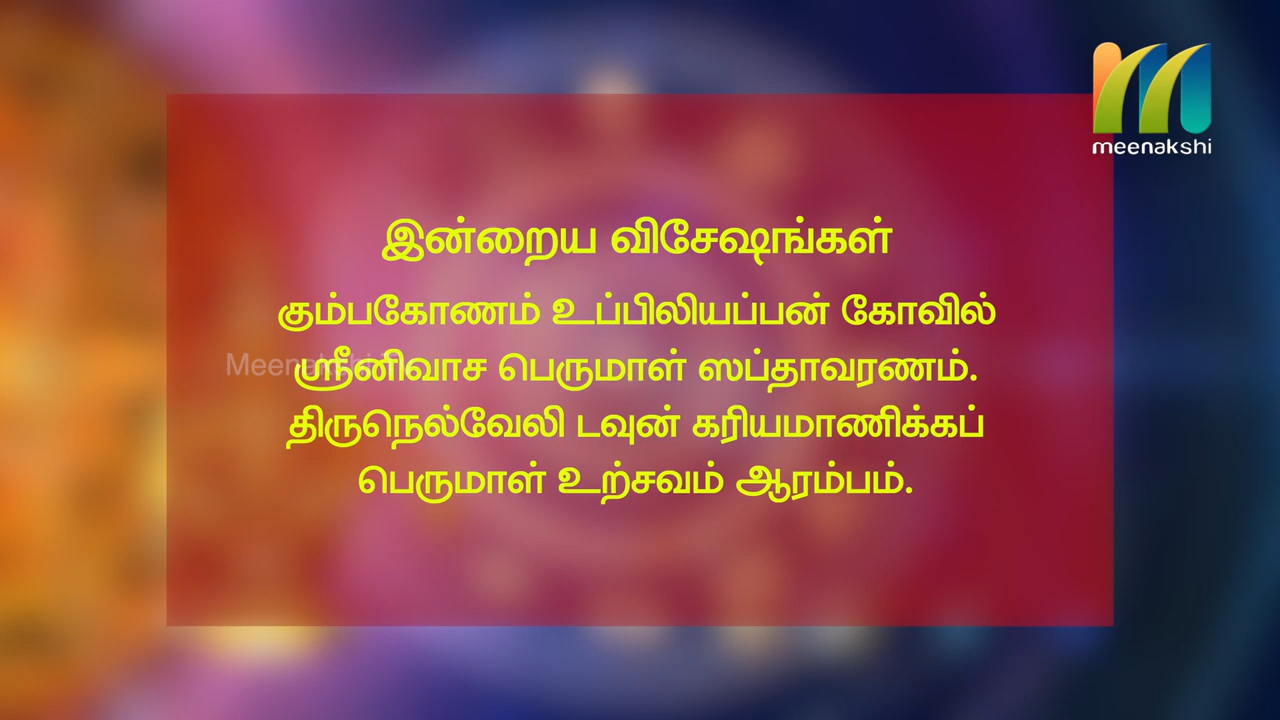 meenakshi
இன்றைய விசேஷங்கள்
கும்பகோணம் உப்பிலியப்பன் கோவில்
ஸ்ரீனிவாச பெருமாள் ஸப்தாவரணம்.
திருநெல்வேலி டவுன் கரியமாணிக்கப்
பெருமாள் உற்சவம் ஆரம்பம்.